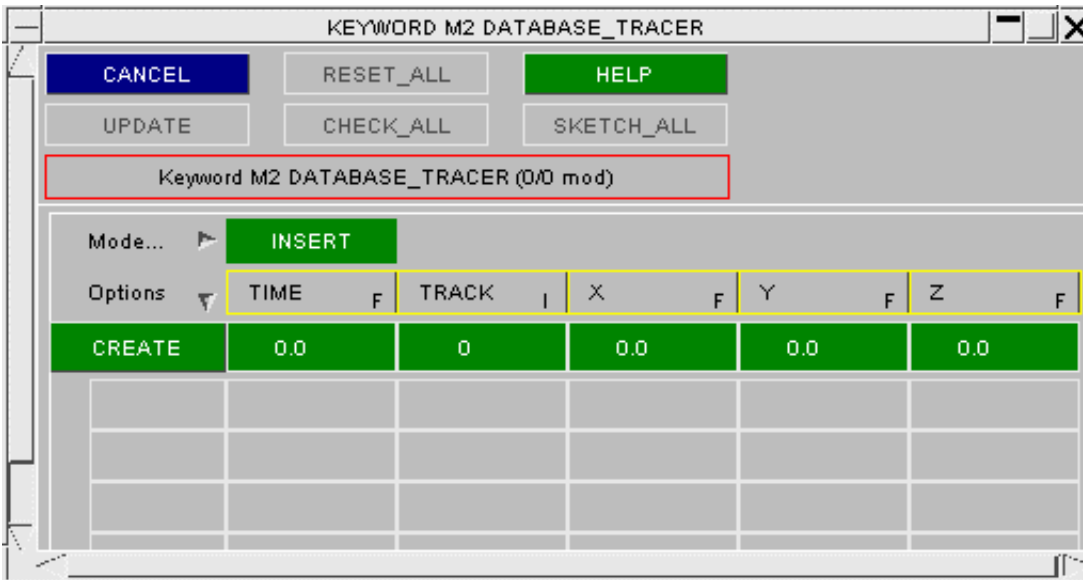 KEYWORD M2 DATABASE_TRACER
CANCEL RESET_ALL HELP
UPDATE CHECK_ALL SKETCH_ALL
Keyword M2 DATABASE_TRACER (0/0 mod)
Mode... INSERT
Options TIME F TRACK I X F Y F Z F
CREATE 0.0 0 0.0 0.0 0.0